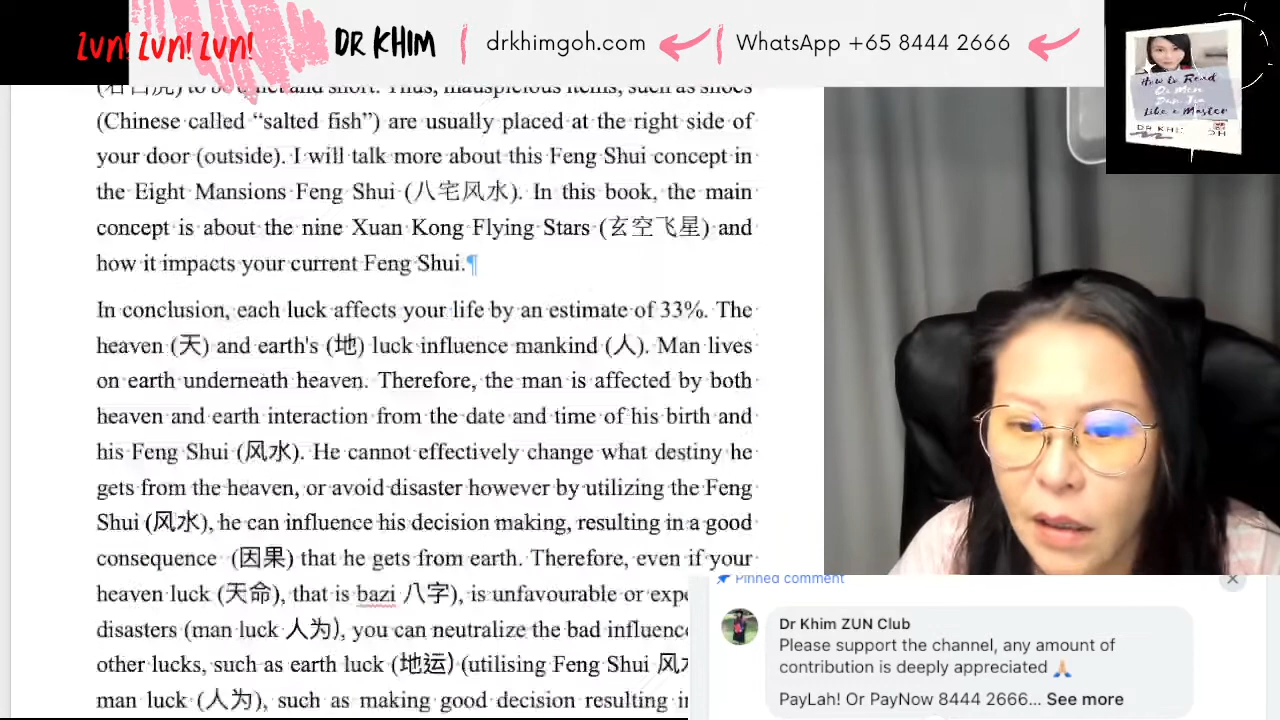 ZUN! ZUN! ZUN!
DR KHIM
drkhimgoh.com
WhatsApp +65 8444 2666
How to Read
Qi Men
Dun Jia
Like a Master
(Chinese called “salted fish”) are usually placed at the right side of
your door (outside). I will talk more about this Feng Shui concept in
the Eight Mansions Feng Shui (八宅风水). In this book, the main
concept is about the nine Xuan Kong Flying Stars (玄空飞星) and
how it impacts your current Feng Shui.¶
In conclusion, each luck affects your life by an estimate of 33%. The
heaven (天) and earth's (地) luck influence mankind (人). Man lives
on earth underneath heaven. Therefore, the man is affected by both
heaven and earth interaction from the date and time of his birth and
his Feng Shui (风水). He cannot effectively change what destiny he
gets from the heaven, or avoid disaster however by utilizing the Feng
Shui (风水), he can influence his decision making, resulting in a good
consequence (因果) that he gets from earth. Therefore, even if your
heaven luck (天命), that is bazi 八字), is unfavourable or expe
disasters (man luck 人为), you can neutralize the bad influence
other lucks, such as earth luck (地运) (utilising Feng Shui 风
man luck (人为), such as making good decision resulting i
Pinned comment
Dr Khim ZUN Club
Please support the channel, any amount of
contribution is deeply appreciated 🙏
PayLah! Or PayNow 8444 2666... See more